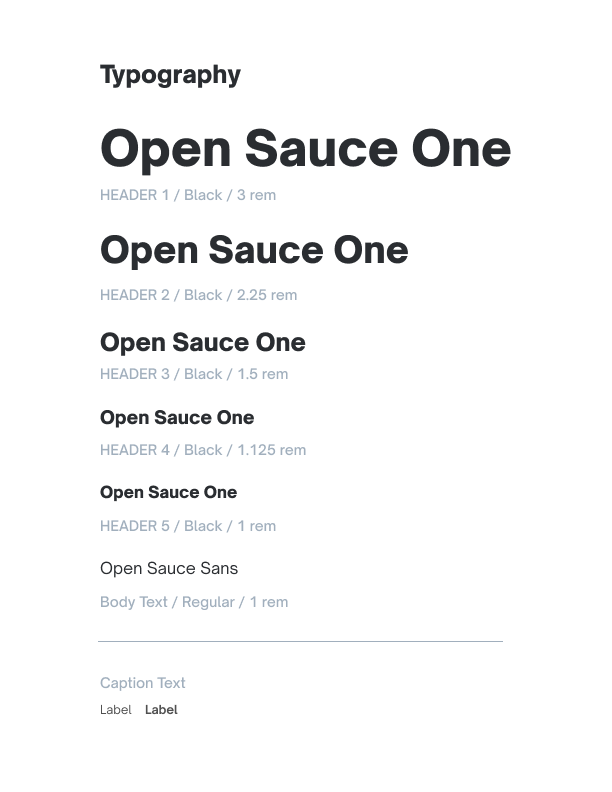 Typography
Open Sauce One
HEADER 1 / Black / 3 rem
Open Sauce One
HEADER 2 / Black / 2.25 rem
Open Sauce One
HEADER 3 / Black / 1.5 rem
Open Sauce One
HEADER 4 / Black / 1.125 rem
Open Sauce One
HEADER 5 / Black / 1 rem
Open Sauce Sans
Body Text / Regular / 1 rem
Caption Text
Label Label